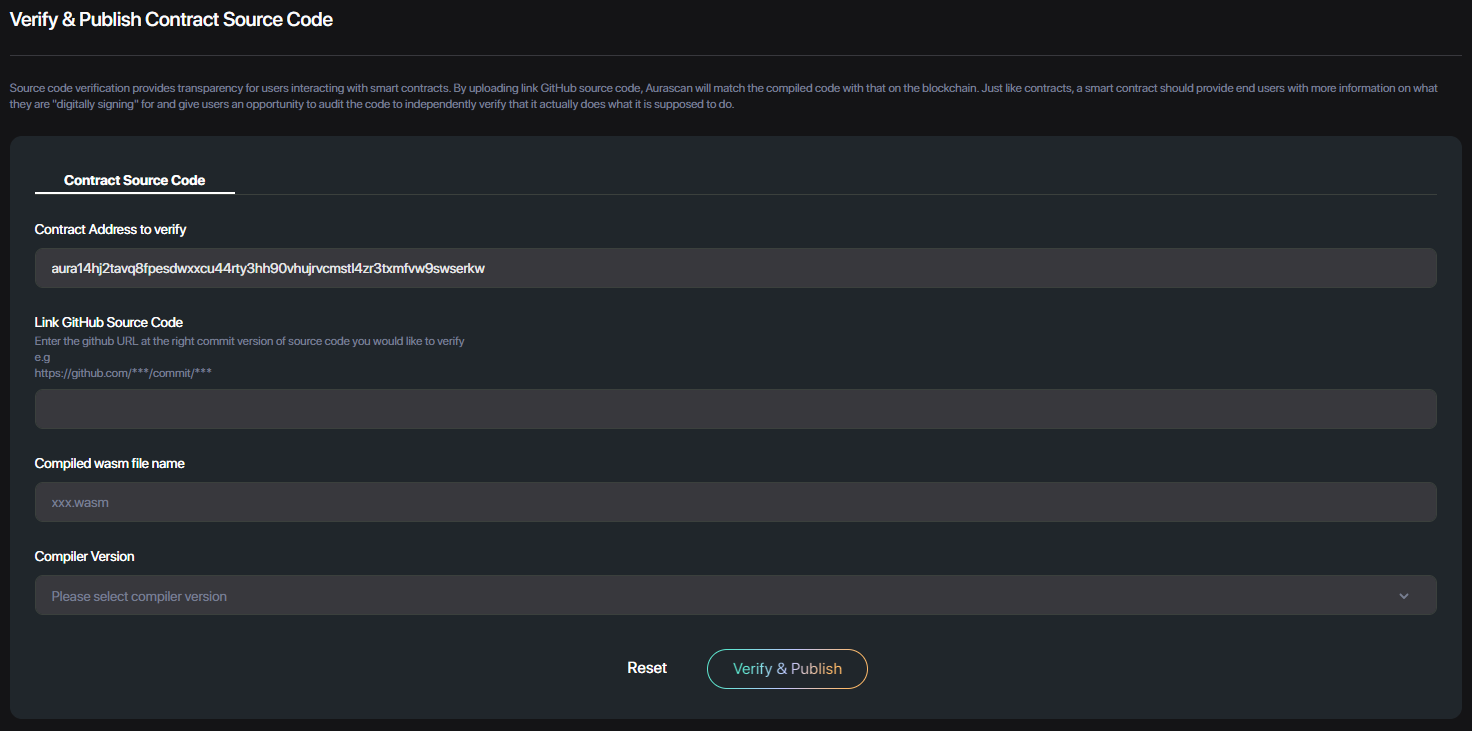 Verify & Publish Contract Source Code
Source code verification provides transparency for users interacting with smart contracts. By uploading link GitHub source code, Aurascan will match the compiled code with that on the blockchain. Just like contracts, a smart contract should provide end users with more information on what
they are "digitally signing" for and give users an opportunity to audit the code to independently verify that it actually does what it is supposed to do.
Contract Source Code
Contract Address to verify
aura14hj2tavq8fpesdwxxcu44rty3hh90vhujrvcmstl4zr3txmfvw9swserkw
Link GitHub Source Code
Enter the github URL at the right commit version of source code you would like to verify
e.g
https://github.com/***/commit/***
Compiled wasm file name
xxx.wasm
Compiler Version
Please select compiler version
Reset
Verify & Publish